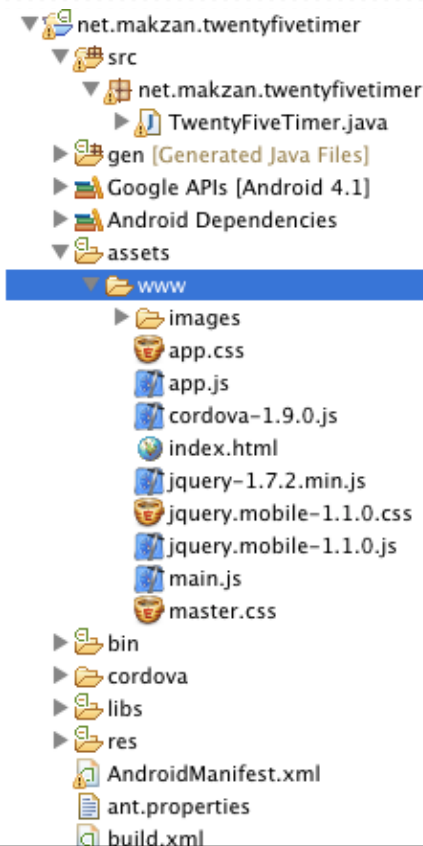 net.makzan.twentyfivetimer
src
net.makzan.twentyfivetimer
TwentyFiveTimer.java
gen [Generated Java Files]
Google APIs [Android 4.1]
Android Dependencies
assets
www
images
app.css
app.js
cordova-1.9.0.js
index.html
jquery-1.7.2.min.js
jquery.mobile-1.1.0.css
jquery.mobile-1.1.0.js
main.js
master.css
bin
cordova
libs
res
AndroidManifest.xml
ant.properties
build.xml